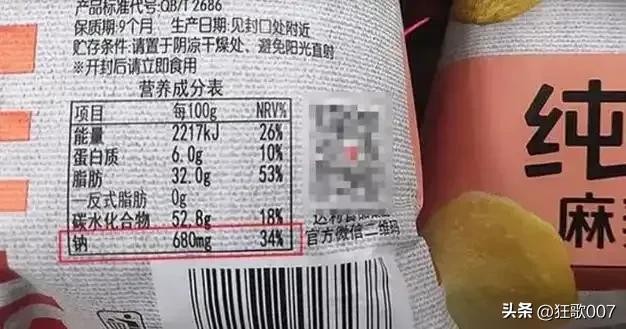 产品标准代号:QB/T 2686
保质期:9个月 生产日期:见封口处附近
贮存条件:请置于阴凉干燥处、避免阳光直射
※开封后请立即食用
营养成分表
项目 每100g NRV%
能量 2217kJ 26%
蛋白质 6.0g 10%
脂肪 32.0g 53%
-反式脂肪 0g
碳水化合物 52.8g 18%
钠 680mg 34%
官方微信二维码
纯
麻
头条 @狂歌007